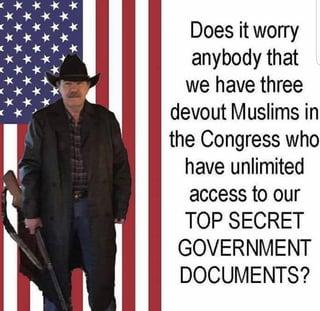 Does it worry
anybody that
we have three
devout Muslims in
the Congress who
have unlimited
access to our
TOP SECRET
GOVERNMENT
DOCUMENTS?